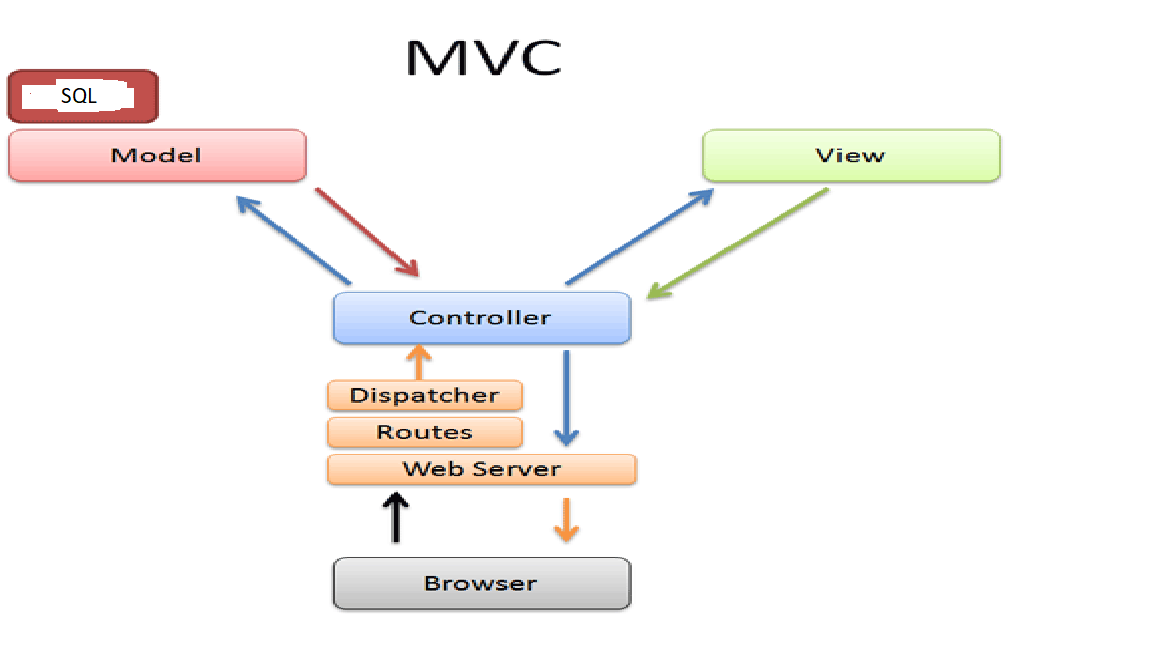 MVC
SQL
Model
View
Controller
Dispatcher
Routes
Web Server
Browser